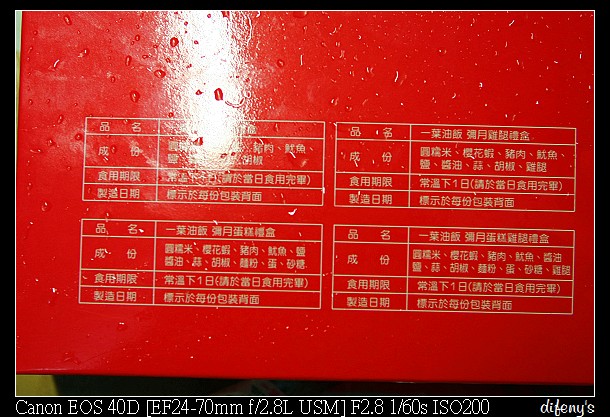 品 名 禮盒
成 份 圓糯米、櫻花蝦、豬肉、魷魚、
鹽、醬油、蒜、胡椒
食用期限 常溫下1日(請於當日食用完畢)
製造日期 標示於每份包裝背面
品 名 一葉油飯 彌月雞腿禮盒
成 份 圓糯米、櫻花蝦、豬肉、魷魚、
鹽、醬油、蒜、胡椒、雞腿
食用期限 常溫下1日(請於當日食用完畢)
製造日期 標示於每份包裝背面
品 名 一葉油飯 彌月蛋糕禮盒
成 份 圓糯米、櫻花蝦、豬肉、魷魚、鹽
醬油、蒜、胡椒、麵粉、蛋、砂糖
食用期限 常溫下1日(請於當日食用完畢)
製造日期 標示於每份包裝背面
品 名 一葉油飯 彌月蛋糕雞腿禮盒
成 份 圓糯米、櫻花蝦、豬肉、魷魚、醬油
鹽、蒜、胡椒、麵粉、蛋、砂糖、雞腿
食用期限 常溫下1日(請於當日食用完畢)
製造日期 標示於每份包裝背面
Canon EOS 40D [EF24-70mm f/2.8L USM] F2.8 1/60s ISO200
difeny's